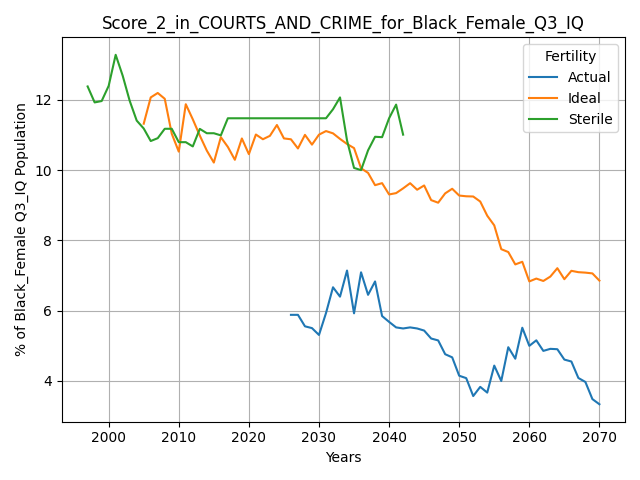 Score_2_in_COURTS_AND_CRIME_for_Black_Female_Q3_IQ
% of Black_Female Q3_IQ Population
12
10
8
6
4
Fertility
Actual
Ideal
Sterile
2000 2010 2020 2030 2040 2050 2060 2070
Years